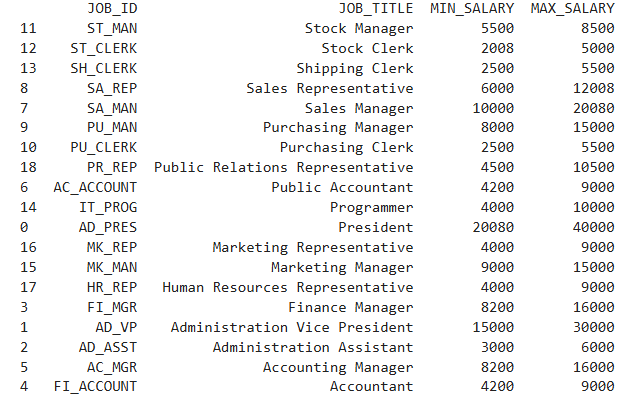 JOB_ID JOB_TITLE MIN_SALARY MAX_SALARY
11 ST_MAN Stock Manager 5500 8500
12 ST_CLERK Stock Clerk 2008 5000
13 SH_CLERK Shipping Clerk 2500 5500
8 SA_REP Sales Representative 6000 12008
7 SA_MAN Sales Manager 10000 20080
9 PU_MAN Purchasing Manager 8000 15000
10 PU_CLERK Purchasing Clerk 2500 5500
18 PR_REP Public Relations Representative 4500 10500
6 AC_ACCOUNT Public Accountant 4200 9000
14 IT_PROG Programmer 4000 10000
0 AD_PRES President 20080 40000
16 MK_REP Marketing Representative 4000 9000
15 MK_MAN Marketing Manager 9000 15000
17 HR_REP Human Resources Representative 4000 9000
3 FI_MGR Finance Manager 8200 16000
1 AD_VP Administration Vice President 15000 30000
2 AD_ASST Administration Assistant 3000 6000
5 AC_MGR Accounting Manager 8200 16000
4 FI_ACCOUNT Accountant 4200 9000